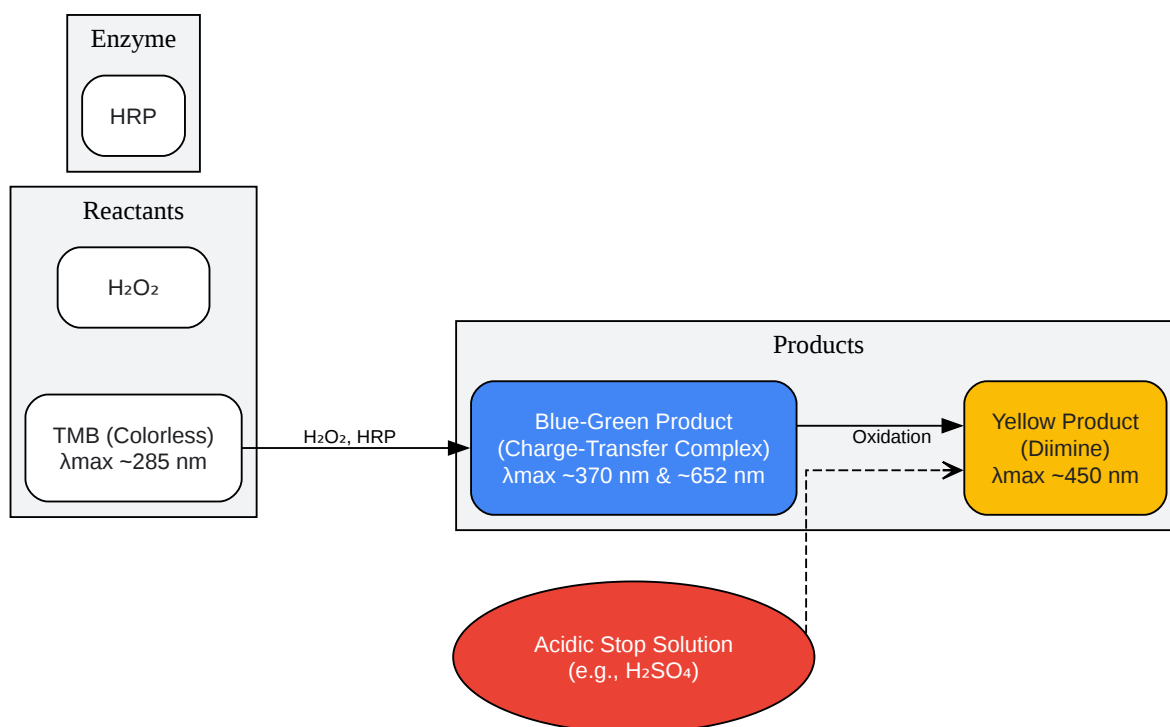 Enzyme
HRP
Reactants
H₂O₂
TMB (Colorless)
λmax ~285 nm
H₂O₂, HRP
Products
Blue-Green Product
(Charge-Transfer Complex)
λmax ~370 nm & ~652 nm
Oxidation
Yellow Product
(Diimine)
λmax ~450 nm
Acidic Stop Solution
(e.g., H₂SO₄)